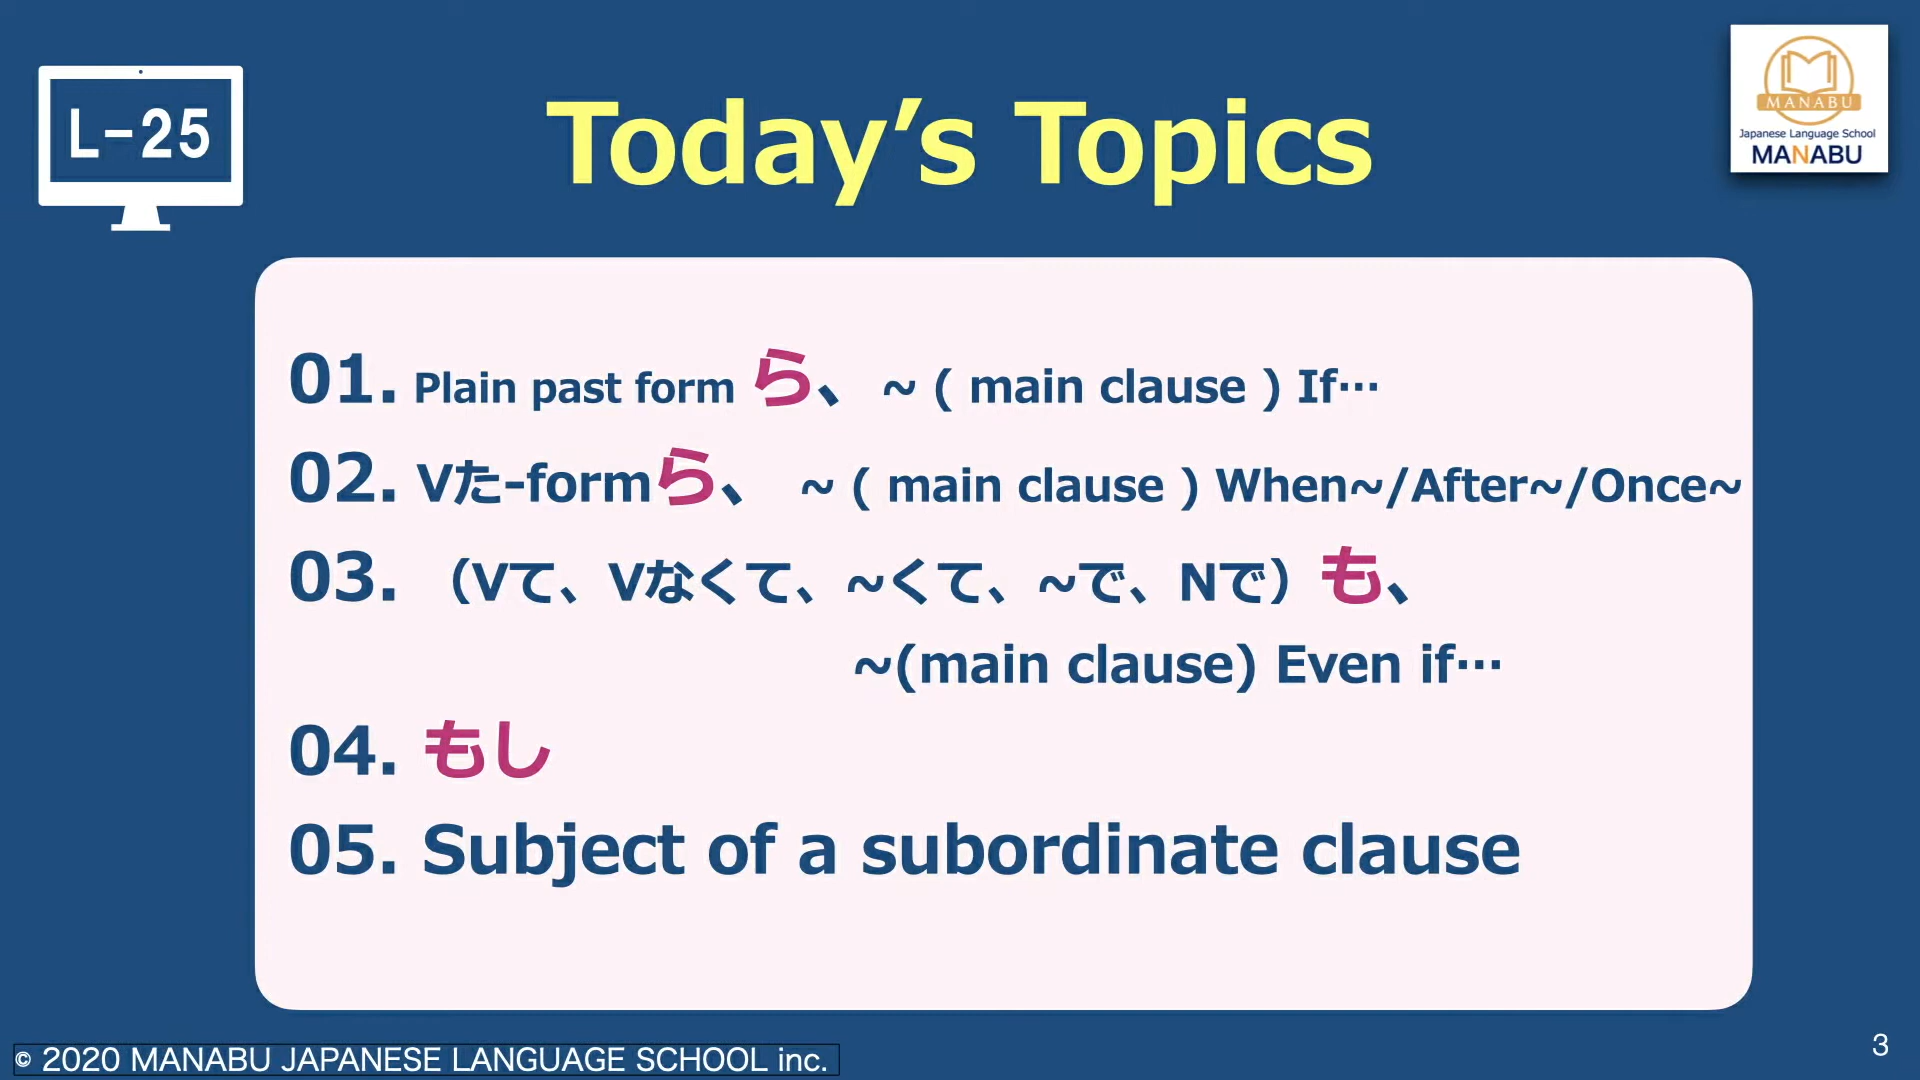 L-25
Today’s Topics
MANABU
Japanese Language School
MANABU
01. Plain past form ら、 ~ ( main clause ) If…
02. Vた-formら、 ~ ( main clause ) When~/After~/Once~
03. （Vて、Vなくて、~くて、~で、Nで）も、
~(main clause) Even if…
04. もし
05. Subject of a subordinate clause
© 2020 MANABU JAPANESE LANGUAGE SCHOOL inc.
3